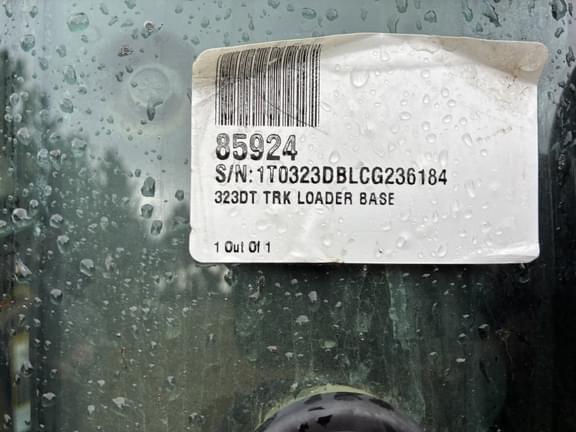 85924
S/N:1T0323DBLCG236184
323DT TRK LOADER BASE
1 Out Of 1